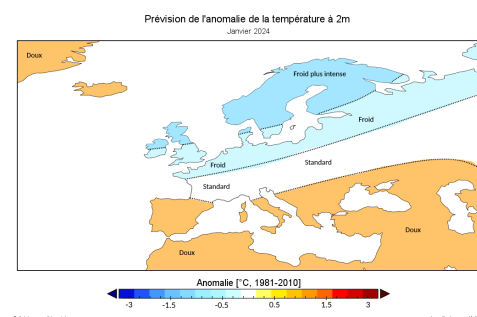 Prévision de l'anomalie de la température à 2m
Janvier 2024
Doux
Froid plus intense
Froid
Froid
Standard
Standard
Doux
Doux
Anomalie [°C, 1981-2010]
-3 -1.5 -0.5 0 0.5 1.5 3